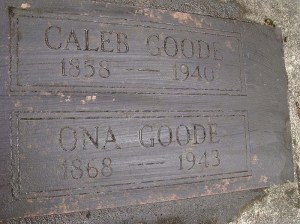 CALEB GOODE
1858 — 1940
ONA GOODE
1868 — 1943